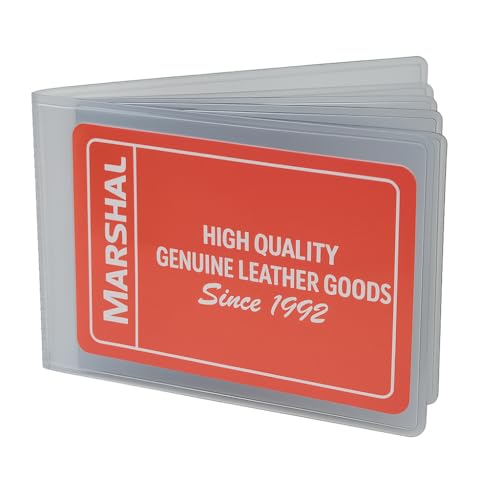 MARSHAL
HIGH QUALITY
GENUINE LEATHER GOODS
Since 1992